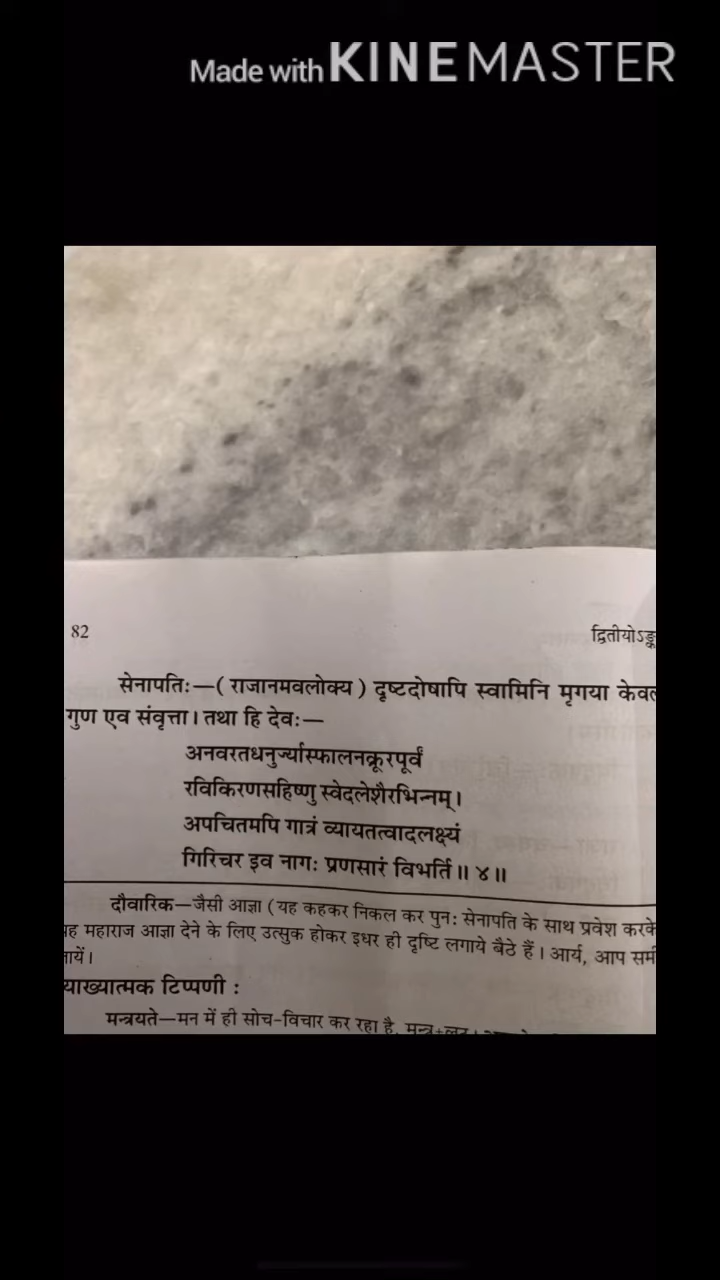 Made with KINEMASTER
82
द्वितीयोऽङ्क
सेनापतिः—( राजानमवलोक्य ) दृष्टदोषापि स्वामिनि मृगया केवल
गुण एव संवृत्ता। तथा हि देवः—
अनवरतधनुर्ज्यास्फालनक्रूरपूर्वं
रविकिरणसहिष्णु स्वेदलेशैरभिन्नम्।
अपचितमपि गात्रं व्यायतत्वादलक्ष्यं
गिरिचर इव नागः प्रणसारं विभर्ति॥ ४॥
दौवारिक—जैसी आज्ञा ( यह कहकर निकल कर पुनः सेनापति के साथ प्रवेश करके
महाराज आज्ञा देने के लिए उत्सुक होकर इधर ही दृष्टि लगाये बैठे हैं। आर्य, आप
याख्यात्मक टिप्पणी :
मन्त्रयते—मन में ही सोच-विचार कर रहा है,